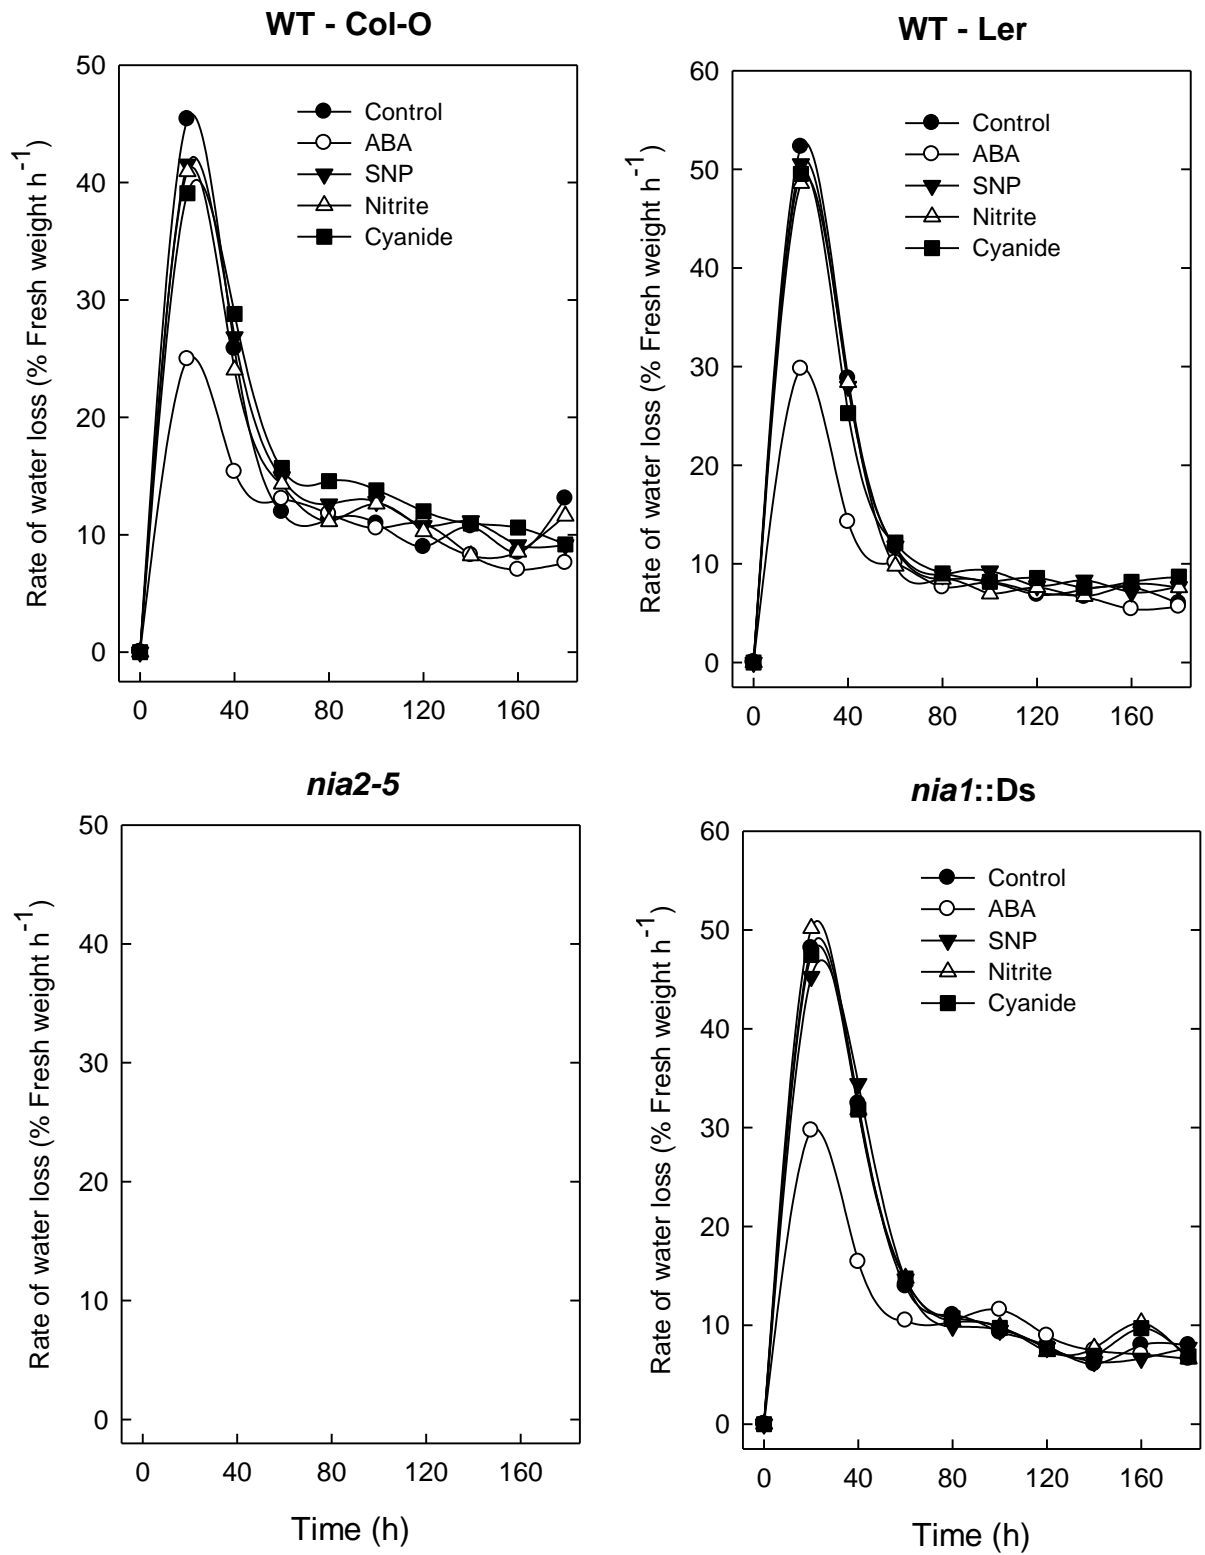 WT - Col-O
Rate of water loss (% Fresh weight h-1)
50
40
30
20
10
0
Control
ABA
SNP
Nitrite
Cyanide
0 40 80 120 160
WT - Ler
Rate of water loss (% Fresh weight h-1)
60
50
40
30
20
10
0
Control
ABA
SNP
Nitrite
Cyanide
0 40 80 120 160
nia2-5
Rate of water loss (% Fresh weight h-1)
50
40
30
20
10
0
0 40 80 120 160
Time (h)
nia1::Ds
Rate of water loss (% Fresh weight h-1)
60
50
40
30
20
10
0
Control
ABA
SNP
Nitrite
Cyanide
0 40 80 120 160
Time (h)